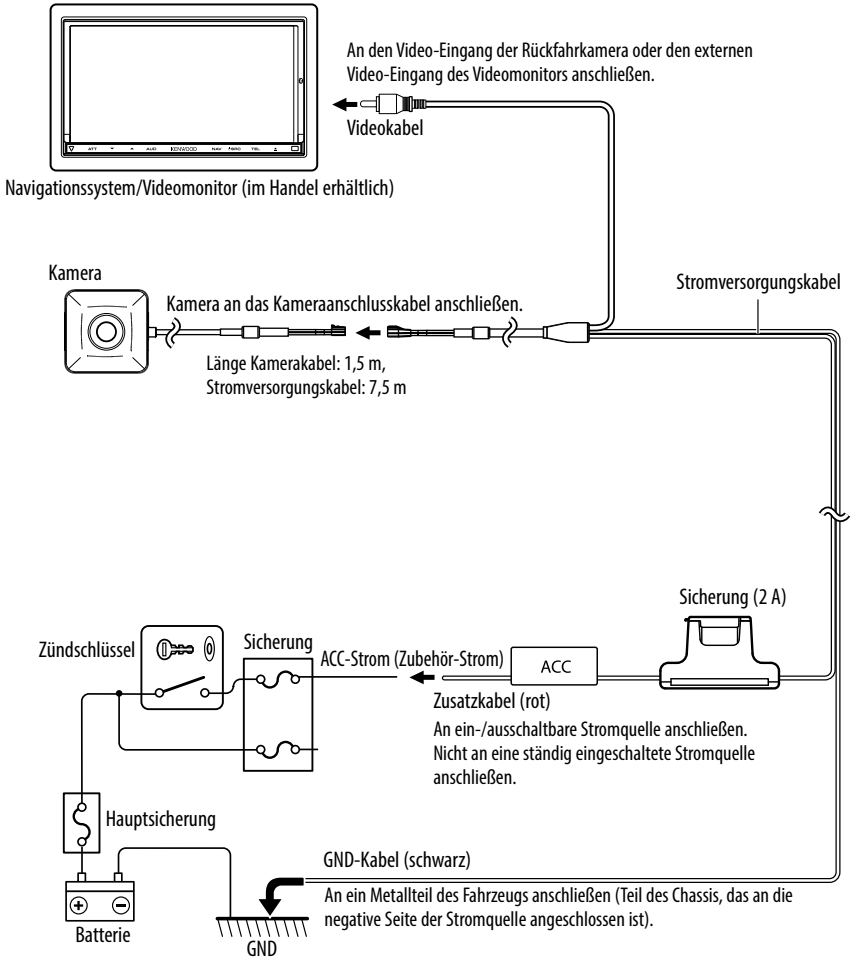 An den Video-Eingang der Rückfahrkamera oder den externen
Video-Eingang des Videomonitors anschließen.
Videokabel
ATT
AUD
KENWOOD
NAV
SRC
TEL
Navigationssystem/Videomonitor (im Handel erhältlich)
Kamera
Stromversorgungskabel
Kamera an das Kameraanschlusskabel anschließen.
Länge Kamerakabel: 1,5 m,
Stromversorgungskabel: 7,5 m
Sicherung (2 A)
Zündschlüssel
Sicherung
ACC-Strom (Zubehör-Strom)
ACC
Zusatzkabel (rot)
An ein-/ausschaltbare Stromquelle anschließen.
Nicht an eine ständig eingeschaltete Stromquelle
anschließen.
Hauptsicherung
GND-Kabel (schwarz)
An ein Metallteil des Fahrzeugs anschließen (Teil des Chassis, das an die
negative Seite der Stromquelle angeschlossen ist).
Batterie
GND